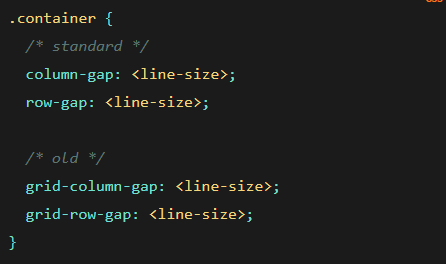 .container {
/* standard */
column-gap: <line-size>;
row-gap: <line-size>;
/* old */
grid-column-gap: <line-size>;
grid-row-gap: <line-size>;
}